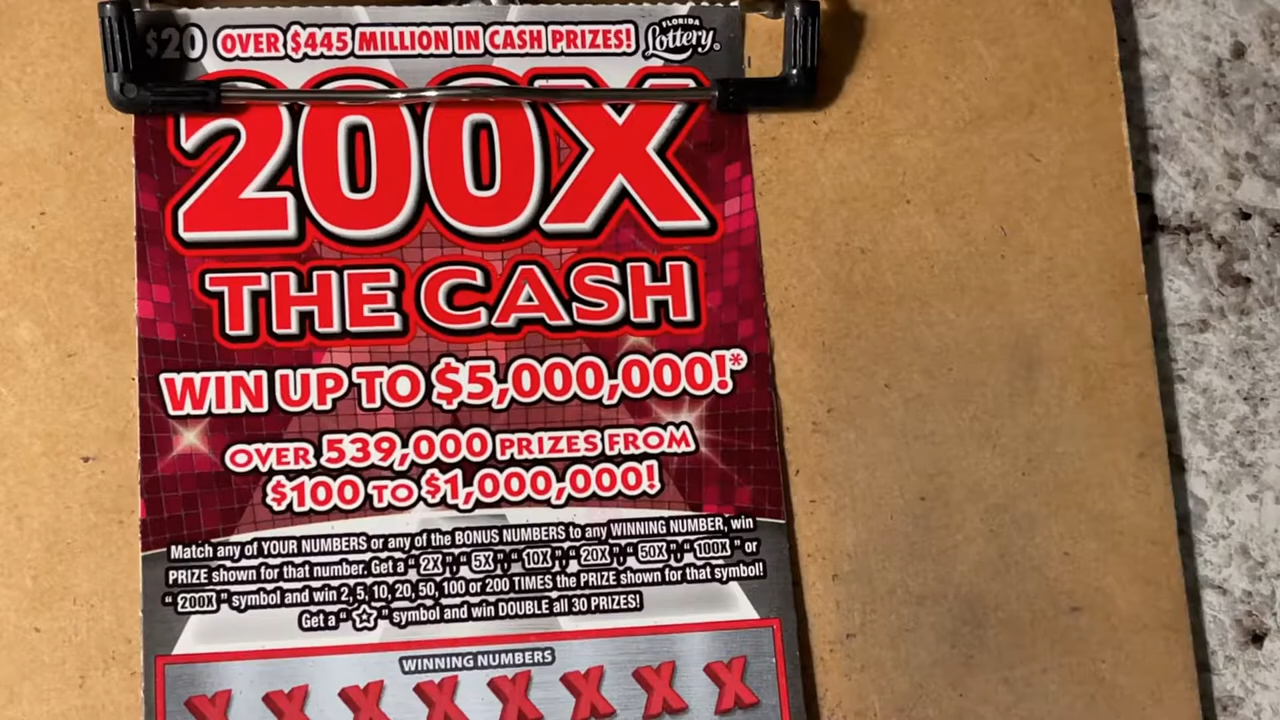 $20 OVER $445 MILLION IN CASH PRIZES! FLORIDA Lottery®
200X
THE CASH
WIN UP TO $5,000,000!*
OVER 539,000 PRIZES FROM
$100 TO $1,000,000!
Match any of YOUR NUMBERS or any of the BONUS NUMBERS to any WINNING NUMBER, win
PRIZE shown for that number. Get a "2X", "5X", "10X", "20X", "50X", "100X" or
"200X" symbol and win 2, 5, 10, 20, 50, 100 or 200 TIMES the PRIZE shown for that symbol!
Get a "☆" symbol and win DOUBLE all 30 PRIZES!
WINNING NUMBERS
X X X X X X X X